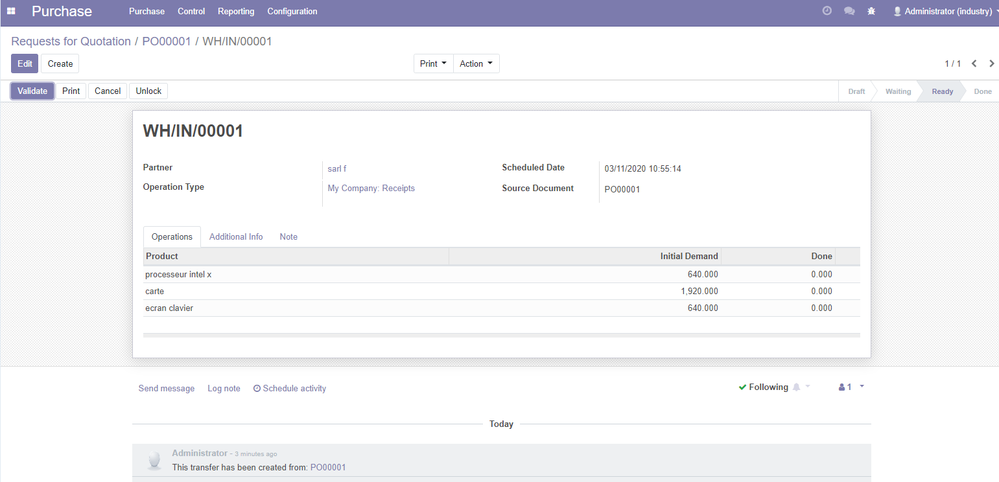 Purchase Purchase Control Reporting Configuration Administrator (industry)
Requests for Quotation / PO00001 / WH/IN/00001
Edit Create Print Action 1 / 1
Validate Print Cancel Unlock Draft Waiting Ready Done
WH/IN/00001
Partner sarl f Scheduled Date 03/11/2020 10:55:14
Operation Type My Company: Receipts Source Document PO00001
Operations Additional Info Note
Product Initial Demand Done
processeur intel x 640.000 0.000
carte 1,920.000 0.000
ecran clavier 640.000 0.000
Send message Log note Schedule activity Following 1
Today
Administrator - 3 minutes ago
This transfer has been created from: PO00001